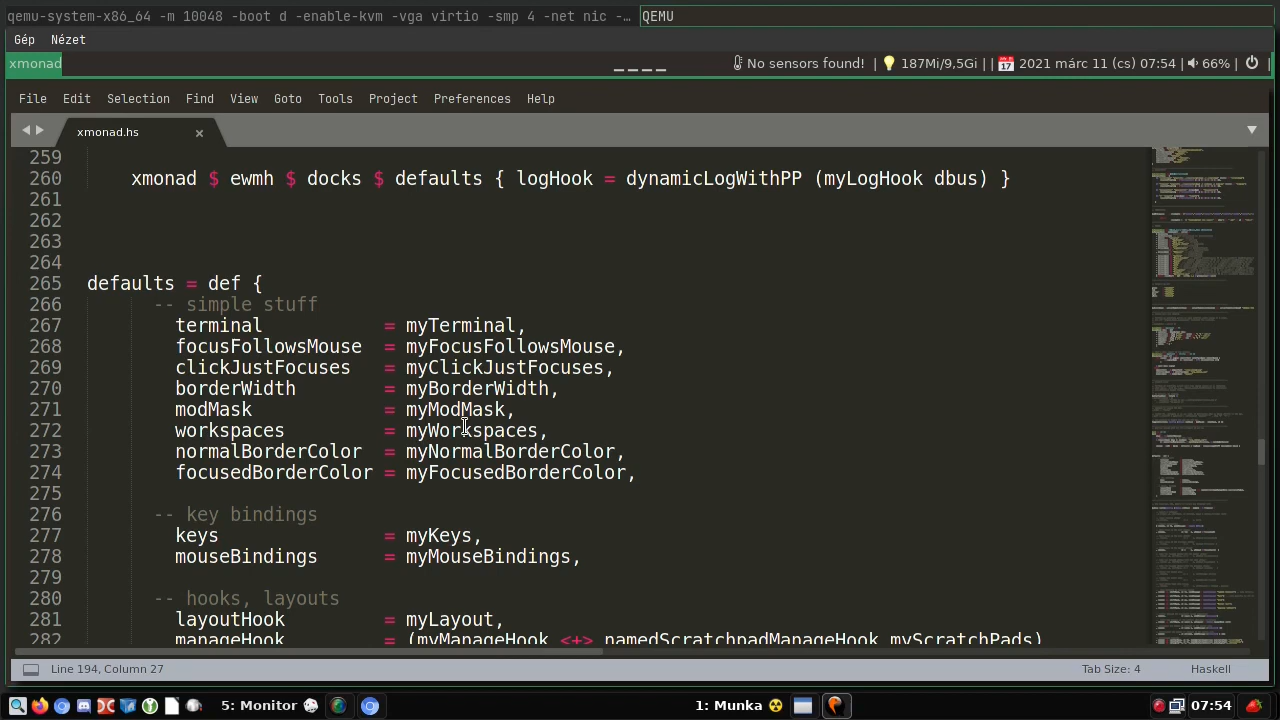 qemu-system-x86_64 -m 10048 -boot d -enable-kvm -vga virtio -smp 4 -net nic -…
QEMU
Gép Nézet
xmonad
No sensors found! | 187Mi/9,5Gi | | 2021 márc 11 (cs) 07:54 | 66% | |
File Edit Selection Find View Goto Tools Project Preferences Help
xmonad.hs ×
259
260 xmonad $ ewmh $ docks $ defaults { logHook = dynamicLogWithPP (myLogHook dbus) }
261
262
263
264
265 defaults = def {
266 -- simple stuff
267 terminal = myTerminal,
268 focusFollowsMouse = myFocusFollowsMouse,
269 clickJustFocuses = myClickJustFocuses,
270 borderWidth = myBorderWidth,
271 modMask = myModMask,
272 workspaces = myWorkspaces,
273 normalBorderColor = myNormalBorderColor,
274 focusedBorderColor = myFocusedBorderColor,
275
276 -- key bindings
277 keys = myKeys,
278 mouseBindings = myMouseBindings,
279
280 -- hooks, layouts
281 layoutHook = myLayout,
282 manageHook = (myManageHook <+> namedScratchpadManageHook myScratchPads)
Line 194, Column 27
Tab Size: 4
Haskell
5: Monitor
1: Munka
07:54